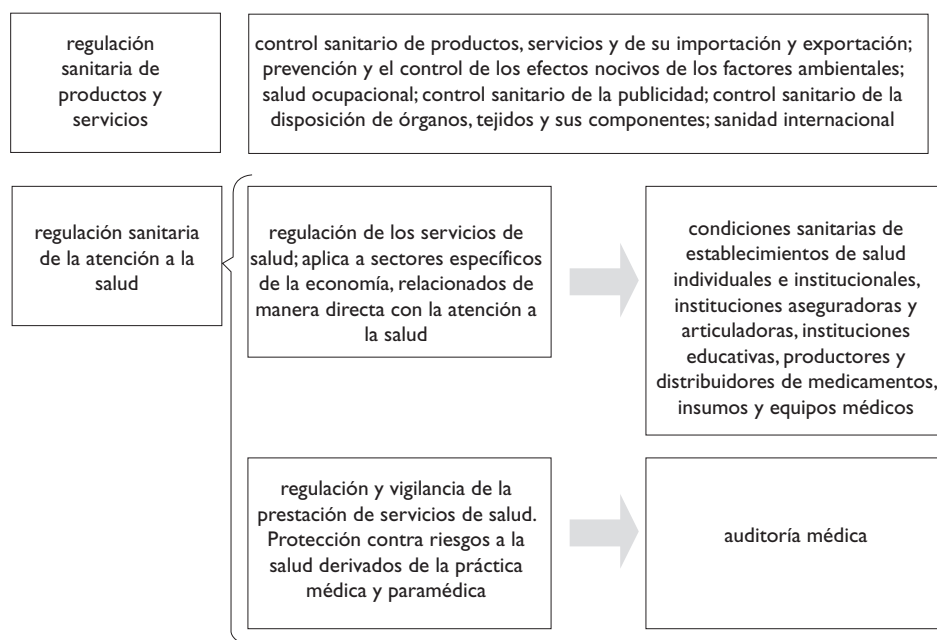 regulación
sanitaria de
productos y
servicios
control sanitario de productos, servicios y de su importación y exportación;
prevención y el control de los efectos nocivos de los factores ambientales;
salud ocupacional; control sanitario de la publicidad; control sanitario de la
disposición de órganos, tejidos y sus componentes; sanidad internacional
regulación sanitaria
de la atención a la
salud
regulación de los servicios de
salud; aplica a sectores específicos
de la economía, relacionados de
manera directa con la atención a
la salud
condiciones sanitarias de
establecimientos de salud
individuales e institucionales,
instituciones aseguradoras y
articuladoras, instituciones
educativas, productores y
distribuidores de medicamentos,
insumos y equipos médicos
regulación y vigilancia de la
prestación de servicios de salud.
Protección contra riesgos a la
salud derivados de la práctica
médica y paramédica
auditoría médica